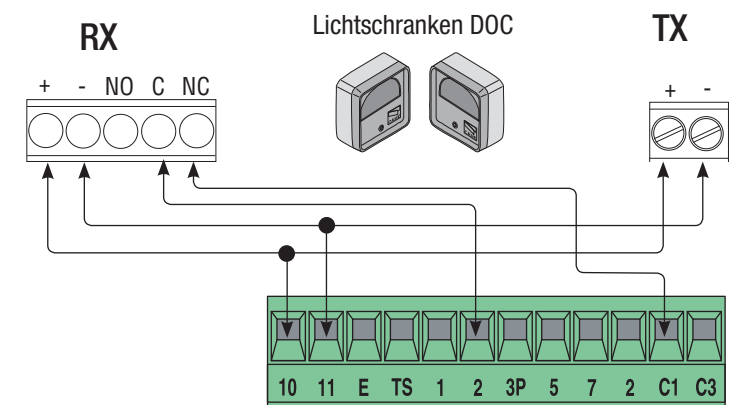 Lichtschranken DOC
RX
TX
+ - NO C NC
+ -
10 11 E TS 1 2 3P 5 7 2 C1 C3